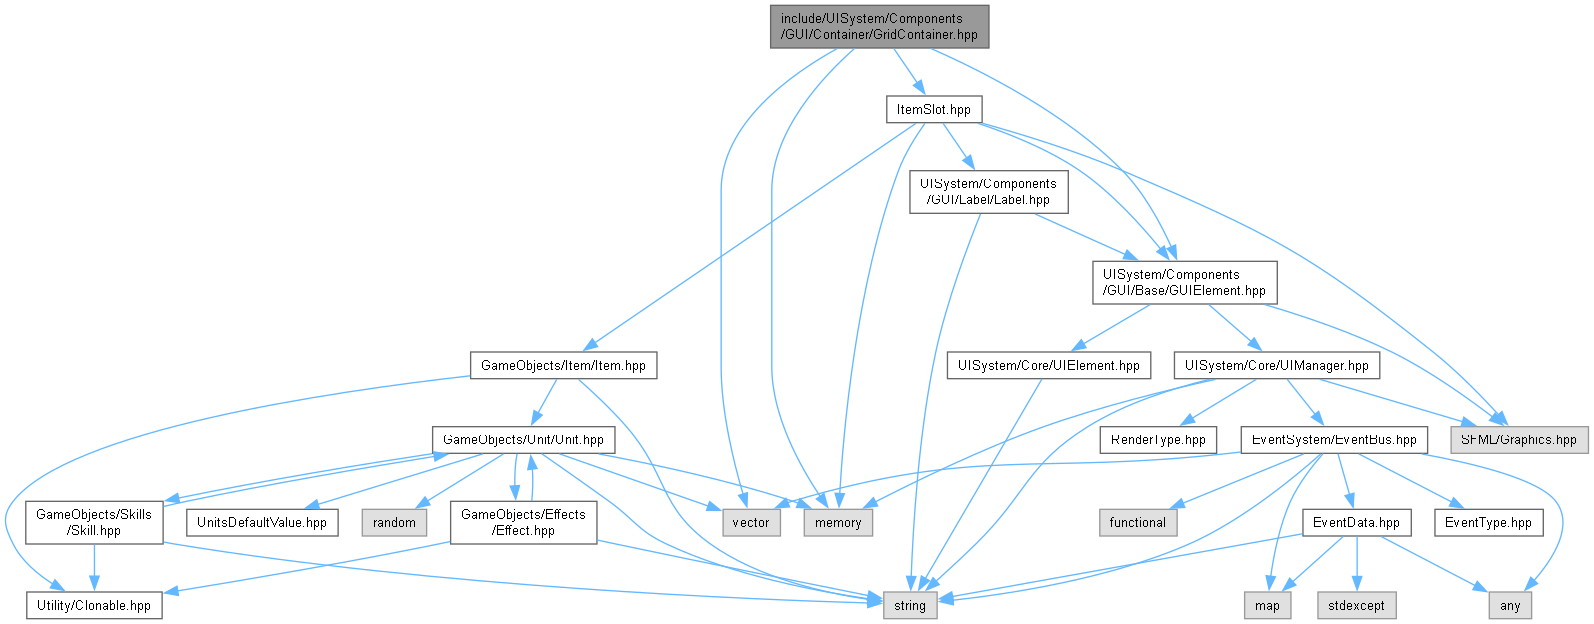 include/UISystem/Components
/GUI/Container/GridContainer.hpp
ItemSlot.hpp
UISystem/Components
/GUI/Label/Label.hpp
UISystem/Components
/GUI/Base/GUIElement.hpp
GameObjects/Item/Item.hpp
UISystem/Core/UIElement.hpp
UISystem/Core/UIManager.hpp
GameObjects/Unit/Unit.hpp
RenderType.hpp
EventSystem/EventBus.hpp
SFML/Graphics.hpp
GameObjects/Skills
/Skill.hpp
UnitsDefaultValue.hpp
random
GameObjects/Effects
/Effect.hpp
vector
memory
functional
EventData.hpp
EventType.hpp
Utility/Clonable.hpp
string
map
stdexcept
any